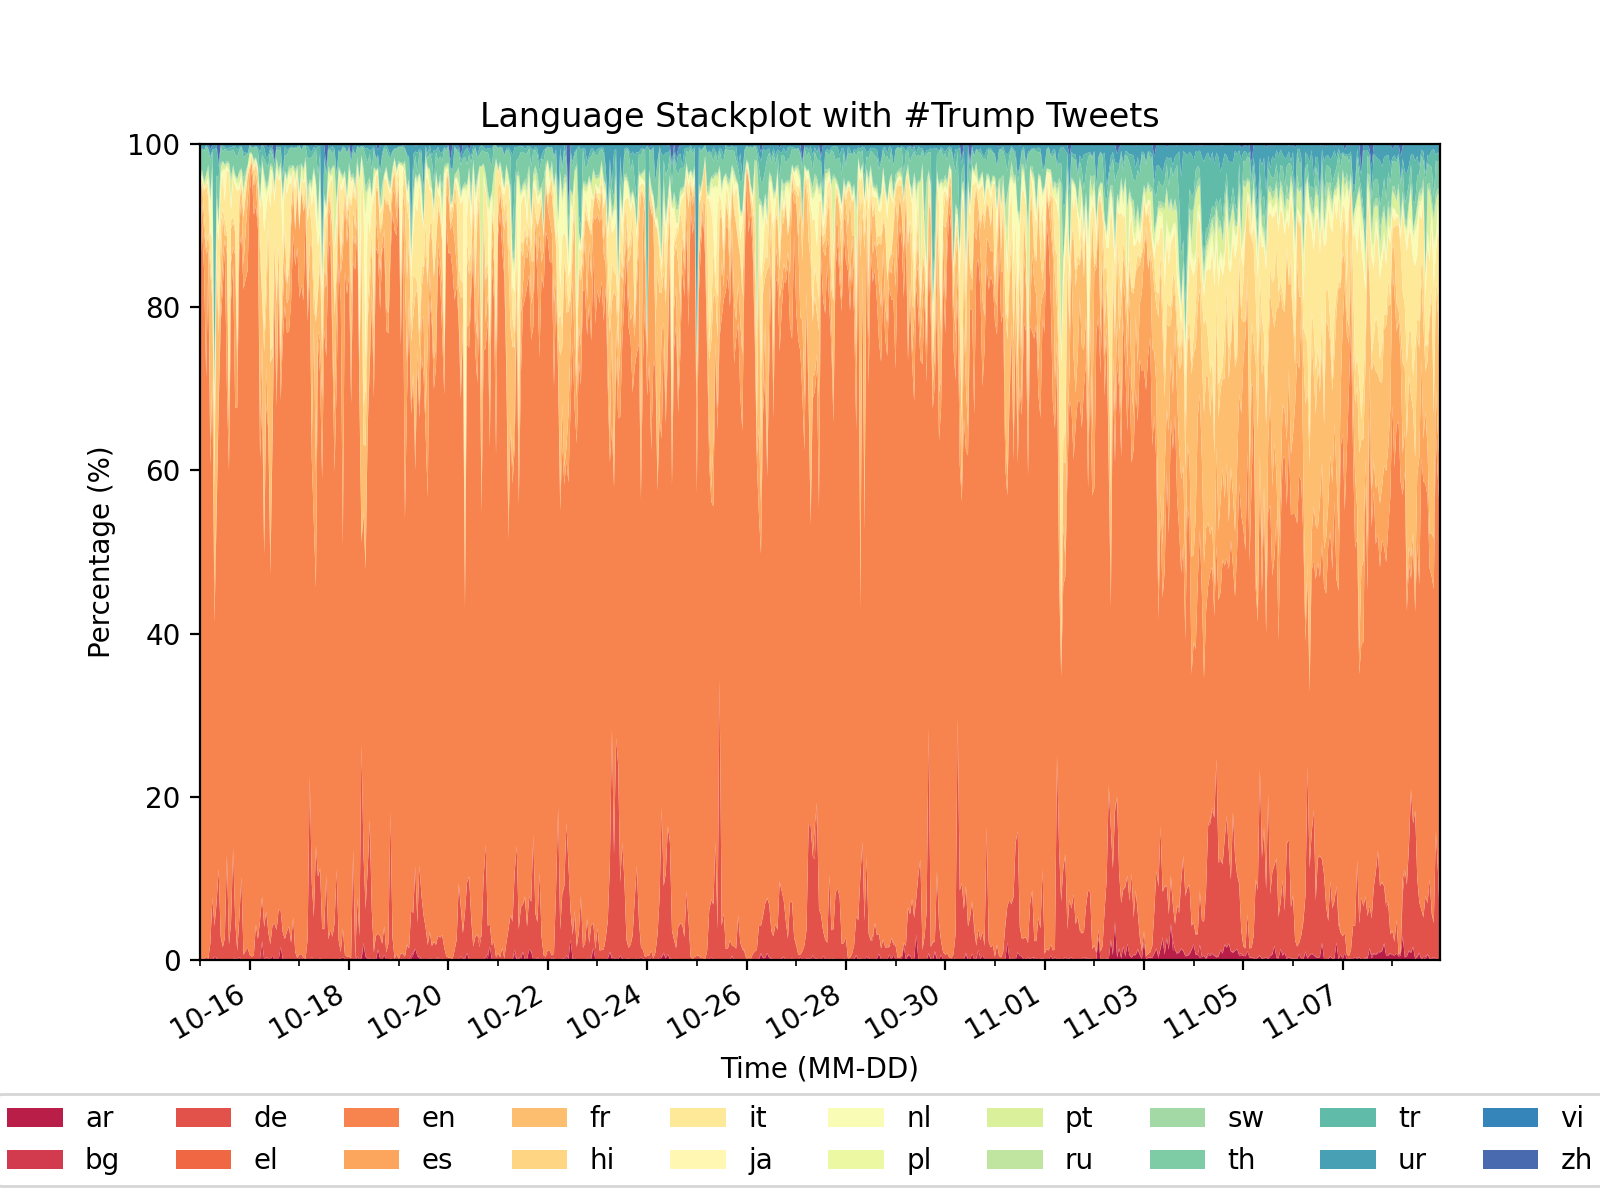 Language Stackplot with #Trump Tweets
100
80
60
40
20
0
Percentage (%)
10-16 10-18 10-20 10-22 10-24 10-26 10-28 10-30 11-01 11-03 11-05 11-07
Time (MM-DD)
ar de en fr it nl pt sw tr vi
bg el es hi ja pl ru th ur zh